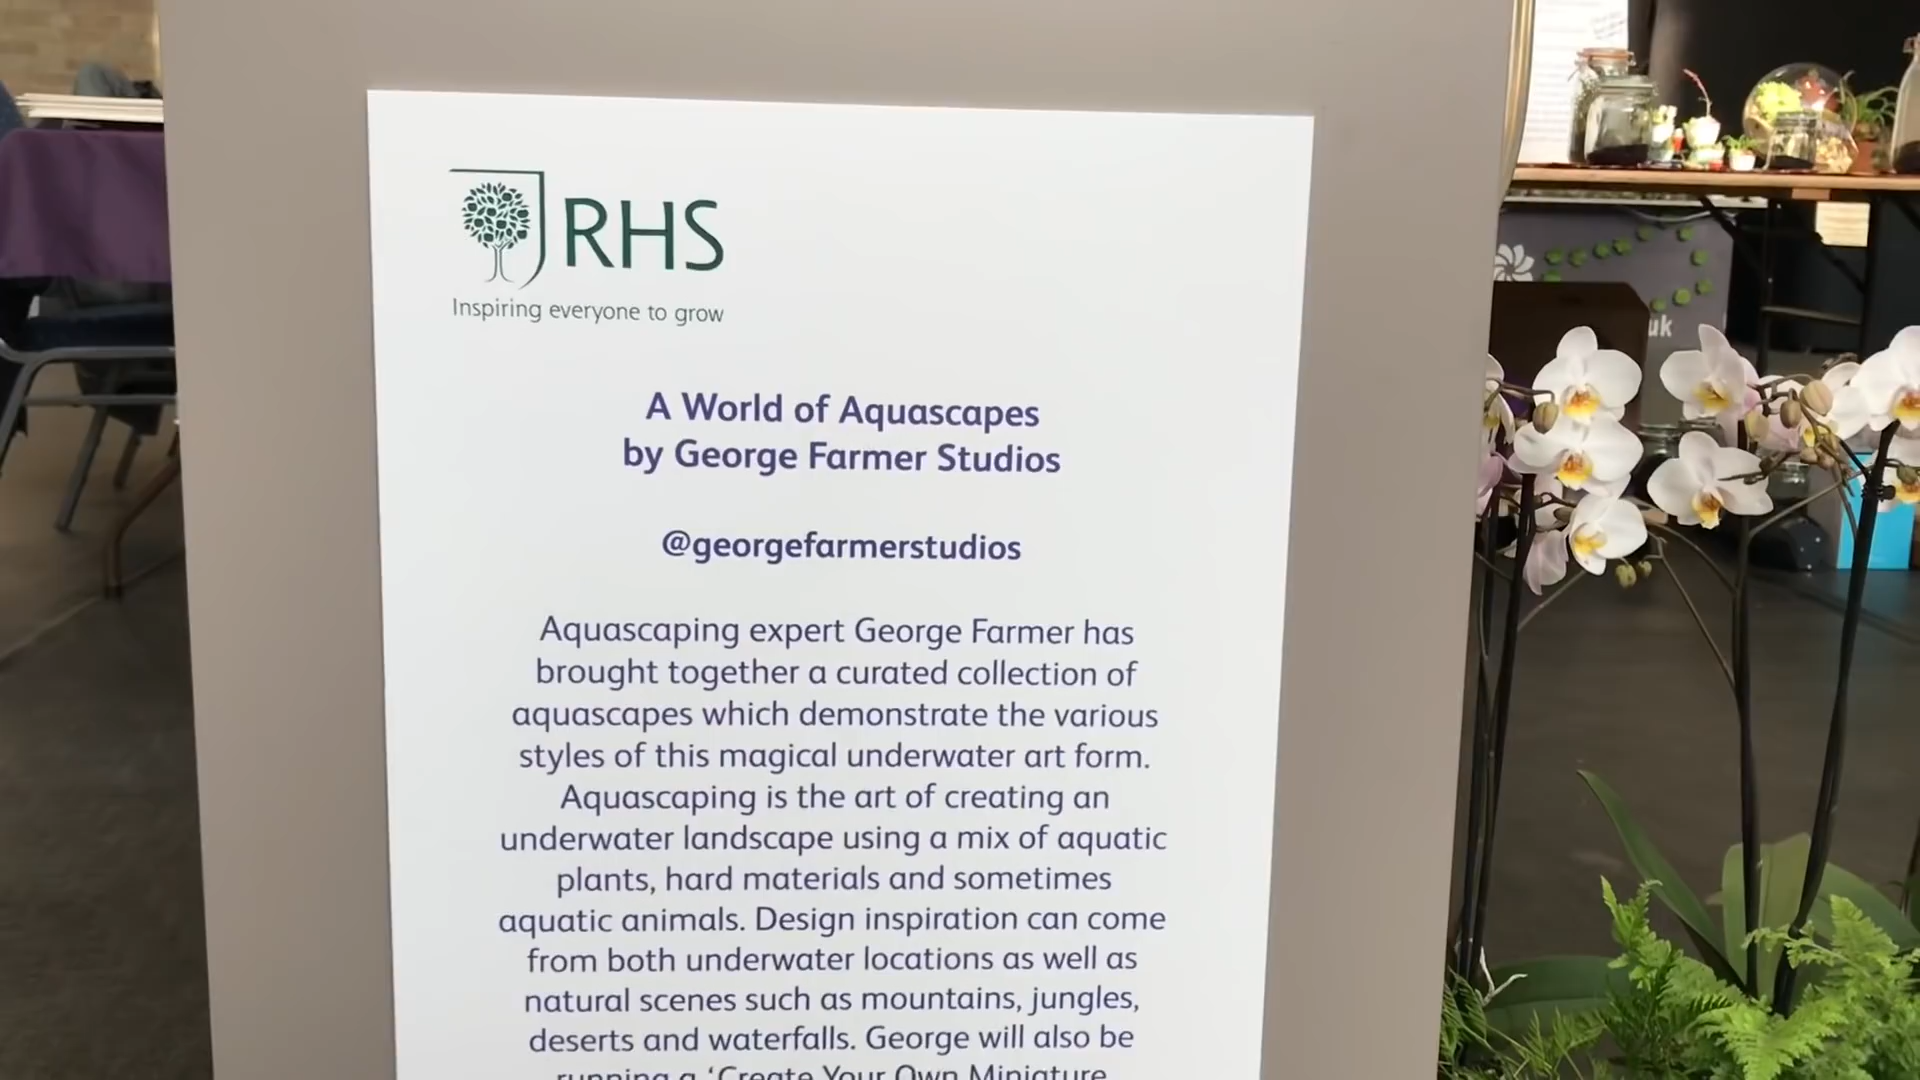 RHS
Inspiring everyone to grow
A World of Aquascapes
by George Farmer Studios
@georgefarmerstudios
Aquascaping expert George Farmer has
brought together a curated collection of
aquascapes which demonstrate the various
styles of this magical underwater art form.
Aquascaping is the art of creating an
underwater landscape using a mix of aquatic
plants, hard materials and sometimes
aquatic animals. Design inspiration can come
from both underwater locations as well as
natural scenes such as mountains, jungles,
deserts and waterfalls. George will also be
running a ‘Create Your Own Miniature
uk